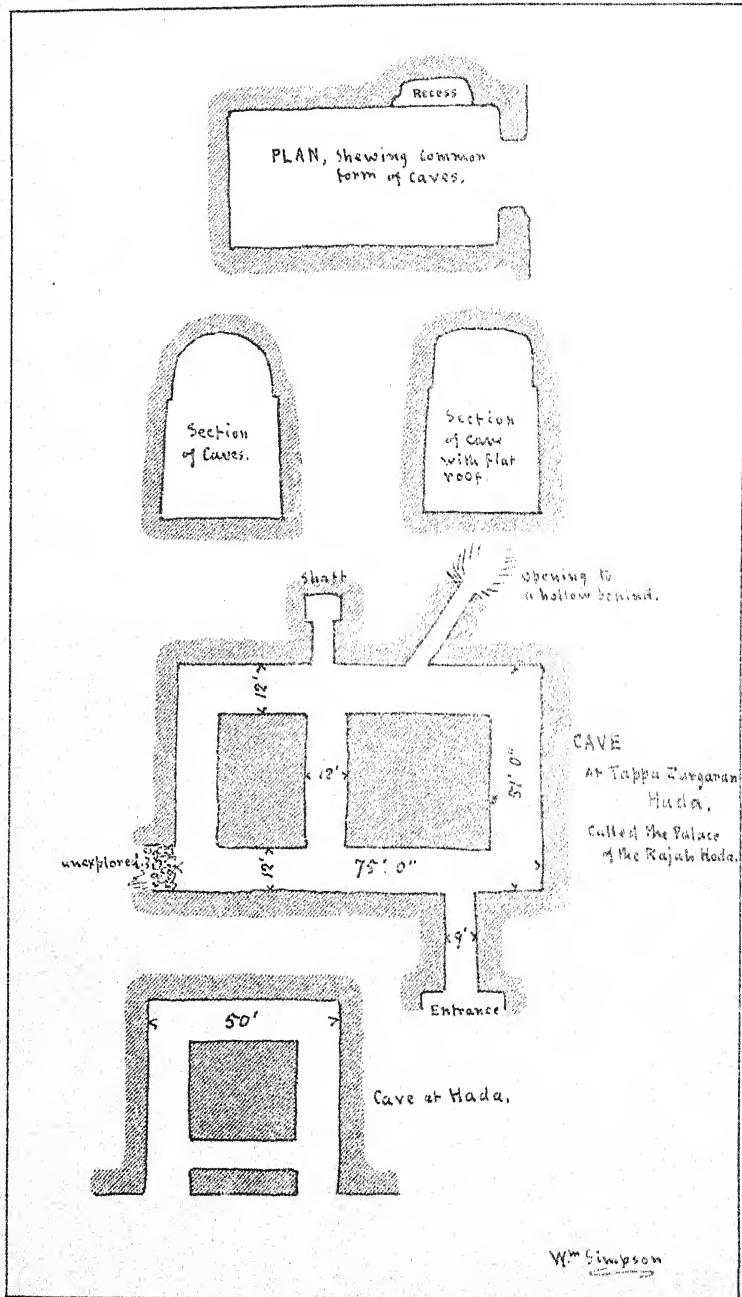 Recess
PLAN, Shewing Common
form of Caves.
Section
of Caves.
Section
of Cave
with flat
roof.
Shaft
opening to
a hollow behind.
12'
12'
51' 0"
CAVE
At Tappa Zurgaran
Hada.
Called the Palace
of the Rajah Hoda.
unexplored.
12'
75'. 0"
9'
Entrance
50'
Cave at Hada.
Wm Simpson